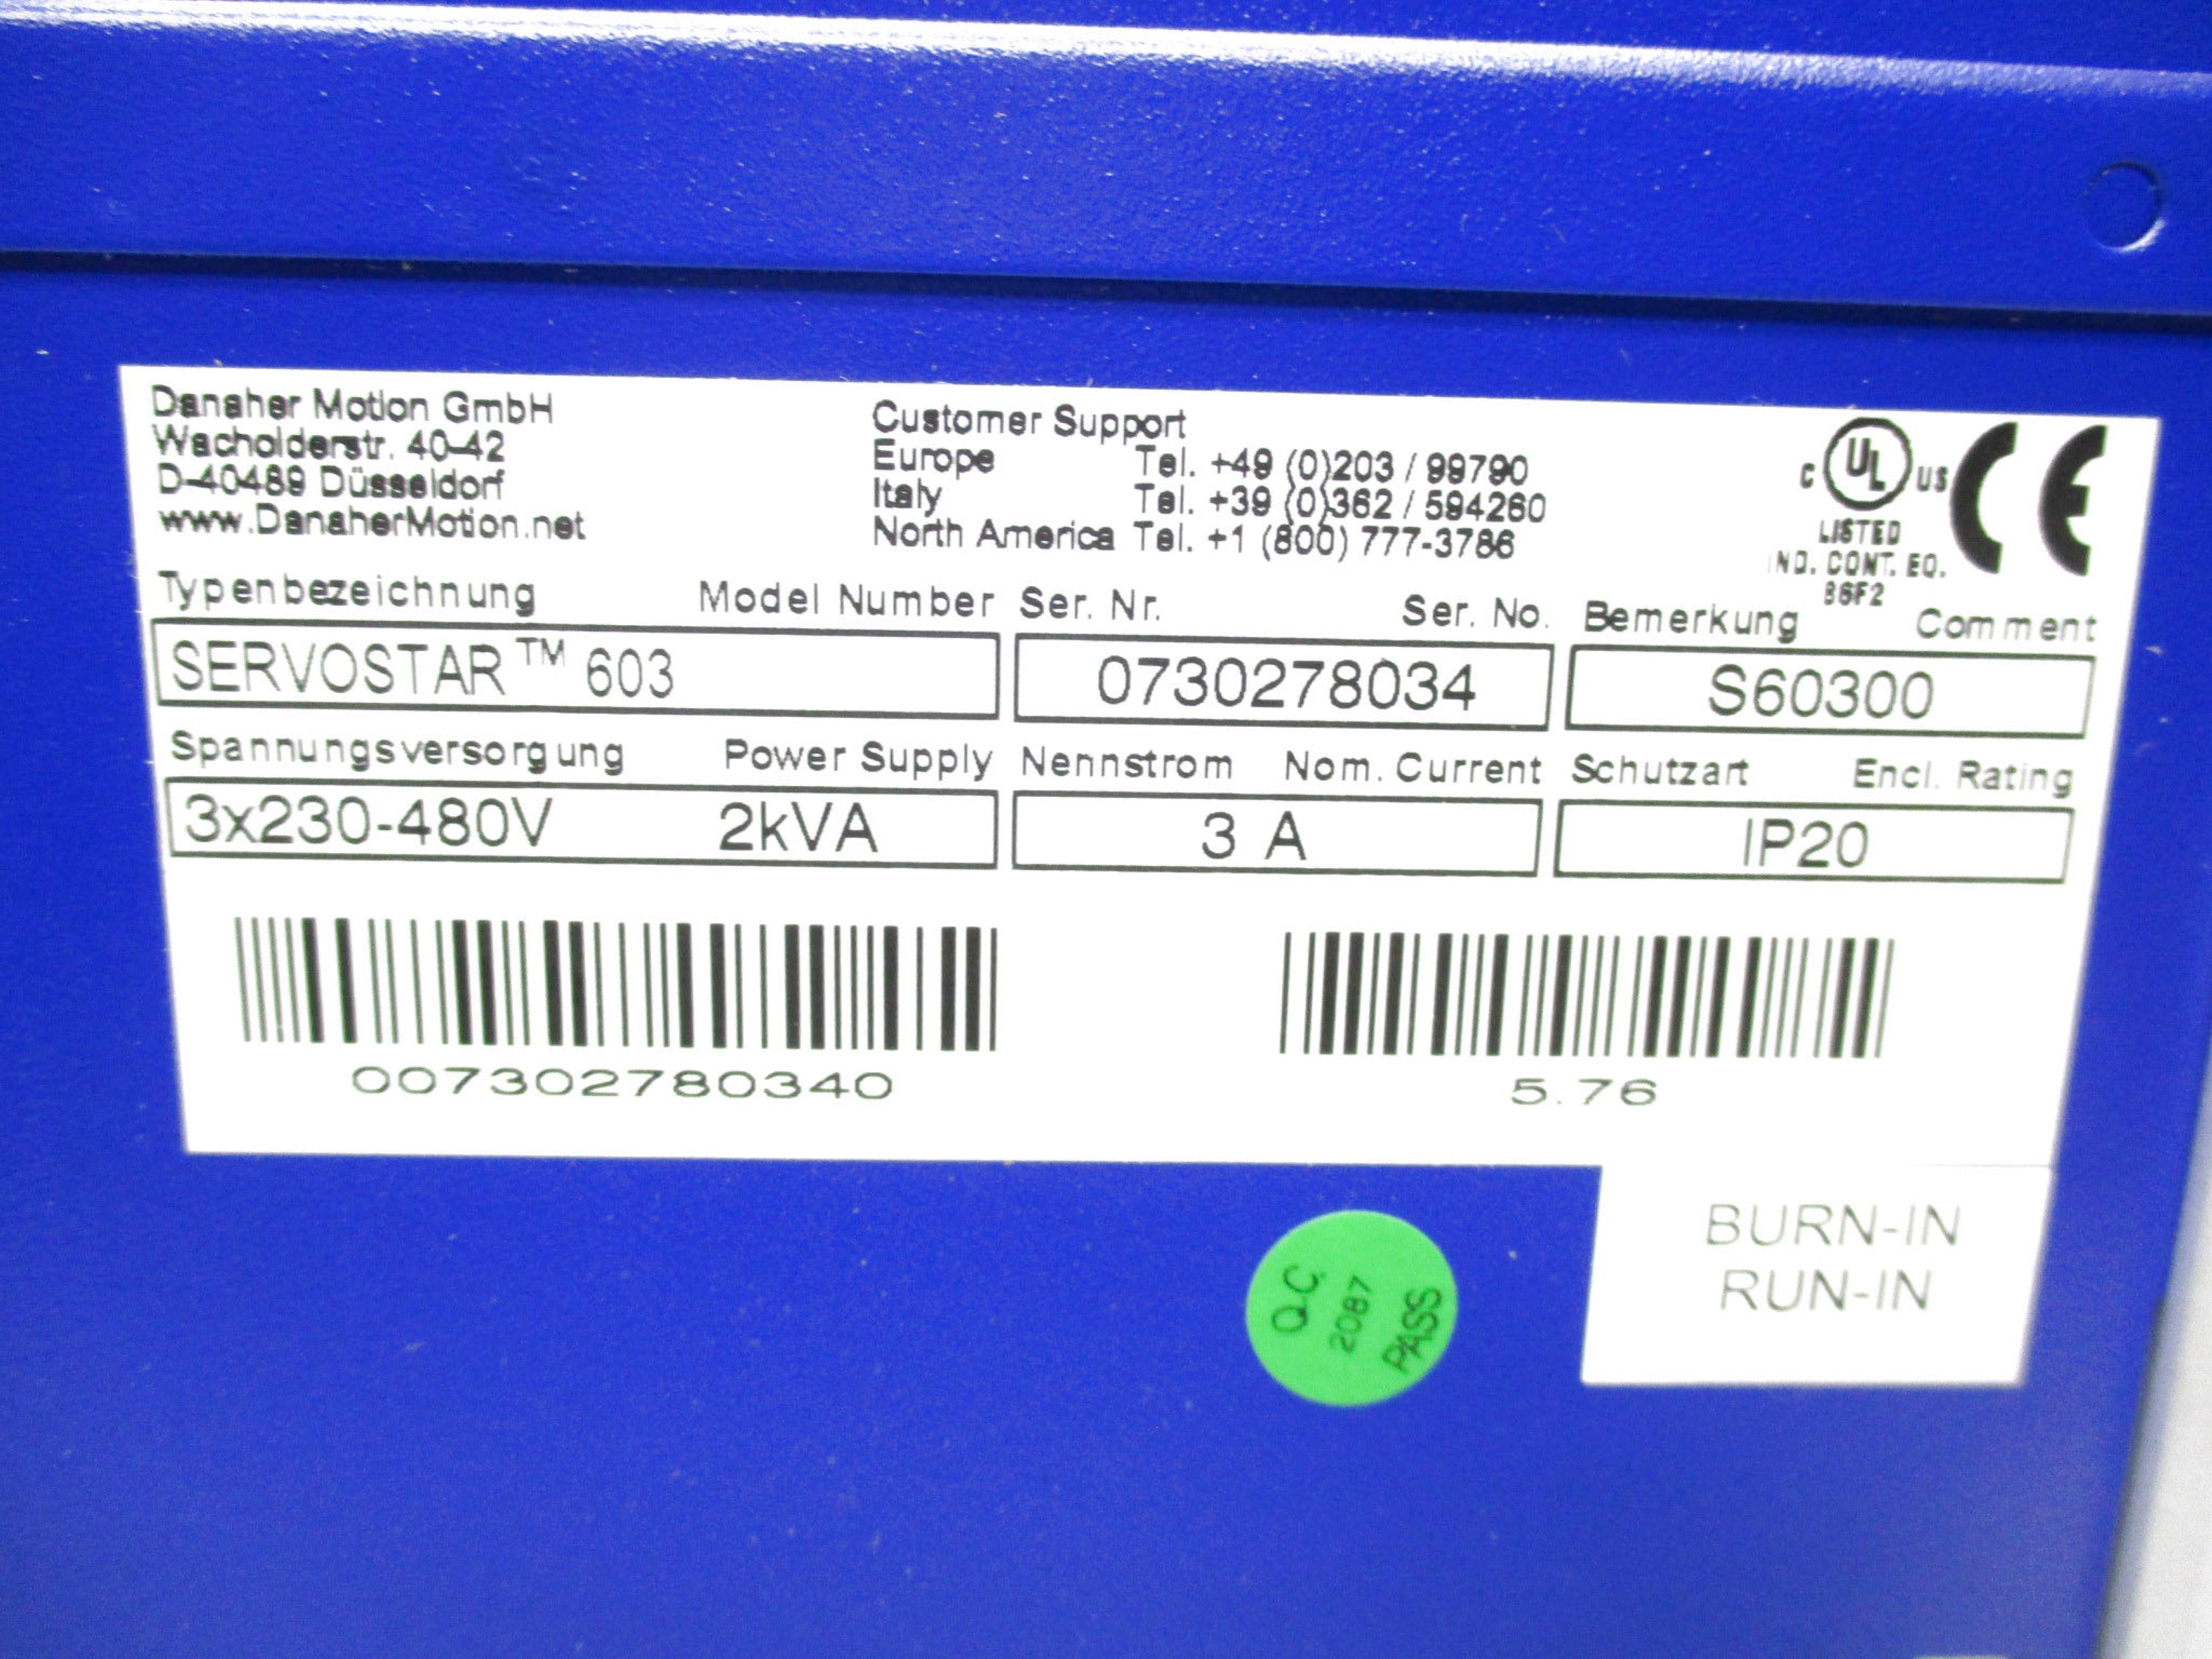 Danaher Motion GmbH
Wacholderstr. 40-42
D-40489 Düsseldorf
www.DanaherMotion.net
Customer Support
Europe Tel. +49 (0)203 / 99790
Italy Tel. +39 (0)362 / 594260
North America Tel. +1 (800) 777-3786
C UL US CE
LISTED
IND. CONT. EQ.
86F2
Typenbezeichnung Model Number Ser. Nr. Ser. No. Bemerkung Comment
SERVOSTAR™ 603 0730278034 S60300
Spannungsversorgung Power Supply Nennstrom Nom. Current Schutzart Encl. Rating
3x230-480V 2kVA 3 A IP20
007302780340 5.76
BURN-IN
RUN-IN
Q.C.
2087
PASS